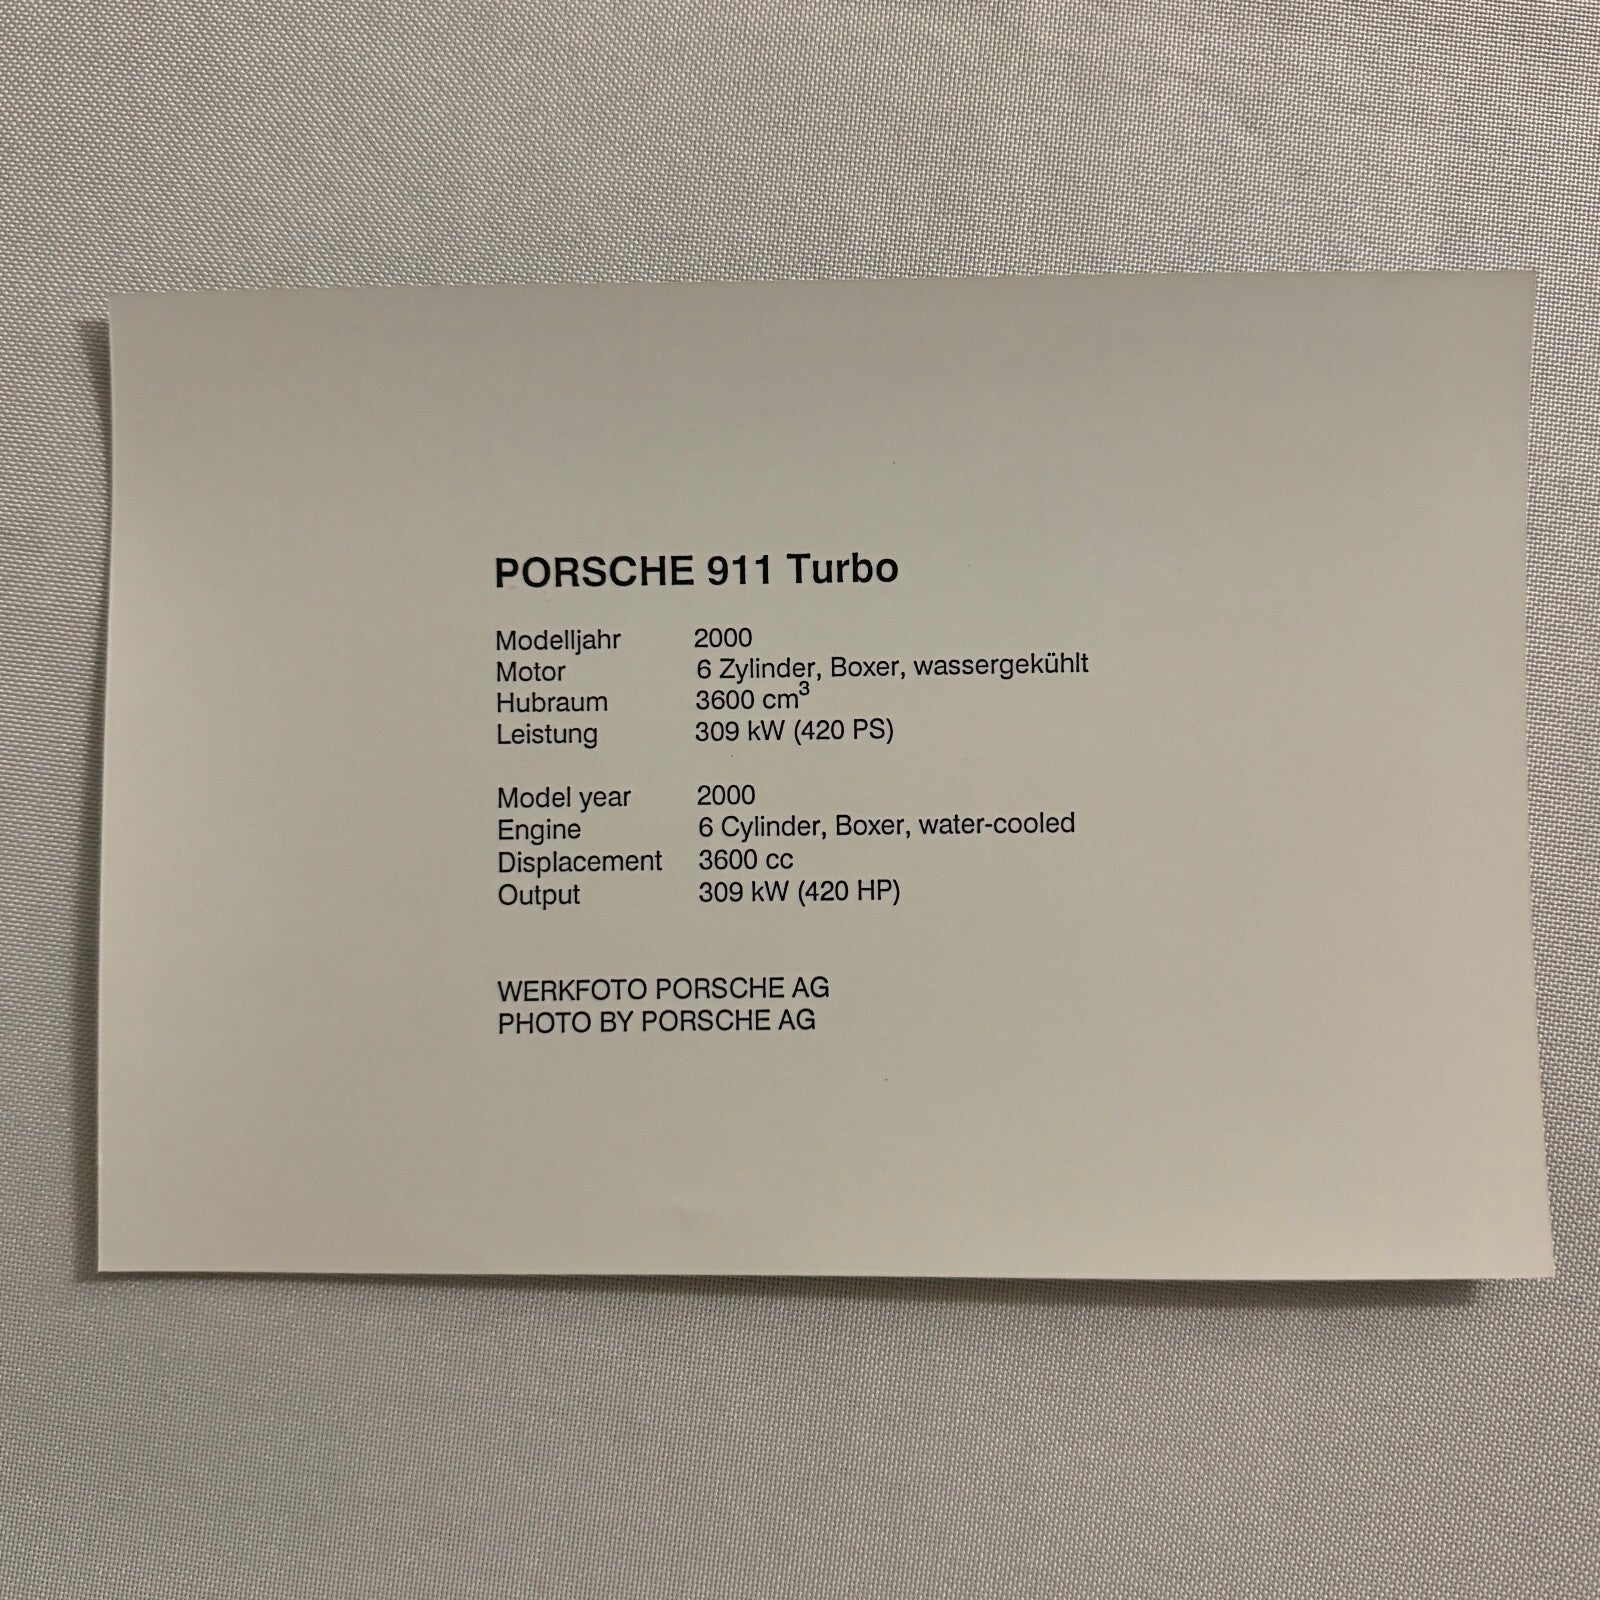 PORSCHE 911 Turbo
Modelljahr 2000
Motor 6 Zylinder, Boxer, wassergekühlt
Hubraum 3600 cm³
Leistung 309 kW (420 PS)
Model year 2000
Engine 6 Cylinder, Boxer, water-cooled
Displacement 3600 cc
Output 309 kW (420 HP)
WERKFOTO PORSCHE AG
PHOTO BY PORSCHE AG